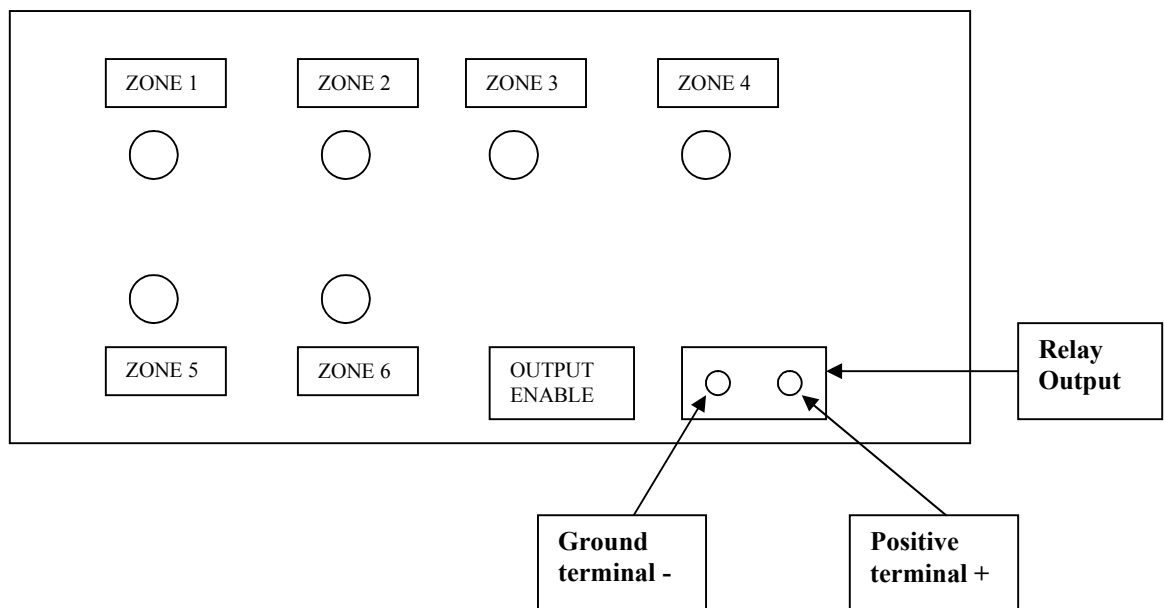 ZONE 1
ZONE 2
ZONE 3
ZONE 4
ZONE 5
ZONE 6
OUTPUT
ENABLE
Relay
Output
Ground
terminal -
Positive
terminal +